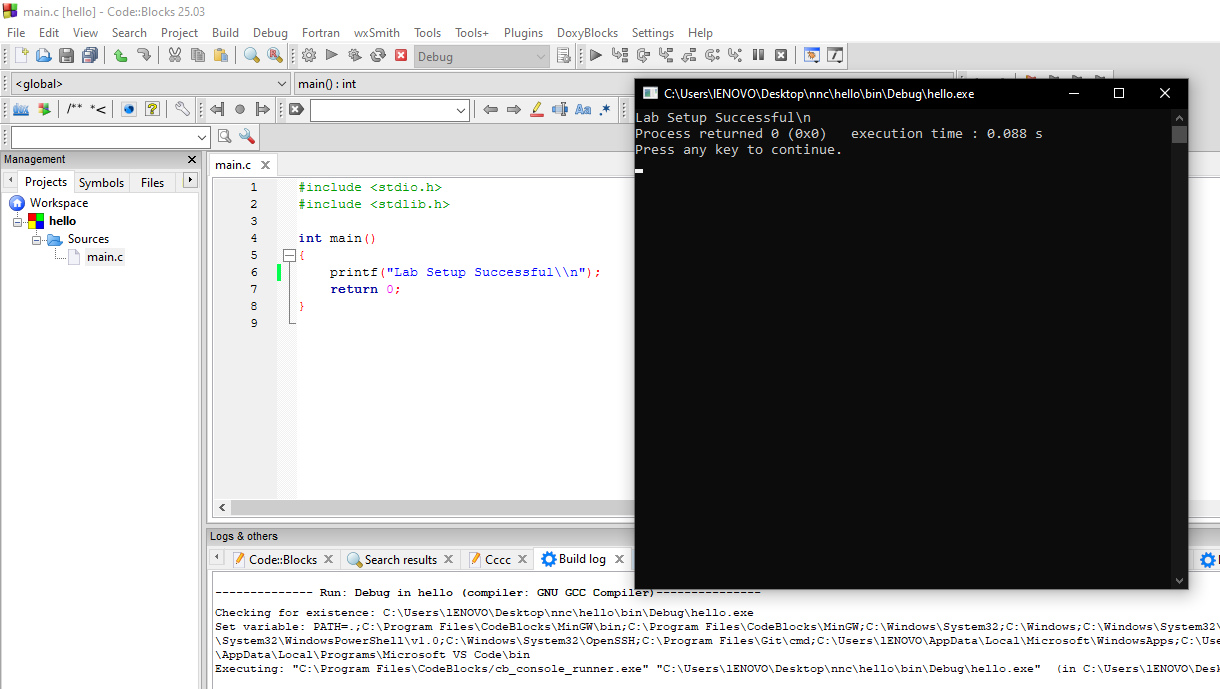 main.c [hello] - Code::Blocks 25.03
File Edit View Search Project Build Debug Fortran wxSmith Tools Tools+ Plugins DoxyBlocks Settings Help
Debug
<global>
main() : int
/** *<
Aa .*
Management
Projects Symbols Files
Workspace
hello
Sources
main.c
main.c
1 #include <stdio.h>
2 #include <stdlib.h>
3
4 int main()
5 {
6 printf("Lab Setup Successful\\n");
7 return 0;
8 }
9
C:\Users\lENOVO\Desktop\nnc\hello\bin\Debug\hello.exe
Lab Setup Successful\n
Process returned 0 (0x0)   execution time : 0.088 s
Press any key to continue.
Logs & others
Code::Blocks Search results Cccc Build log
-------------- Run: Debug in hello (compiler: GNU GCC Compiler)---------------
Checking for existence: C:\Users\lENOVO\Desktop\nnc\hello\bin\Debug\hello.exe
Set variable: PATH=.;C:\Program Files\CodeBlocks\MinGW\bin;C:\Program Files\CodeBlocks\MinGW;C:\Windows\System32;C:\Windows;C:\Windows\System32\
\System32\WindowsPowerShell\v1.0;C:\Windows\System32\OpenSSH;C:\Program Files\Git\cmd;C:\Users\lENOVO\AppData\Local\Microsoft\WindowsApps;C:\Use
\AppData\Local\Programs\Microsoft VS Code\bin
Executing: "C:\Program Files\CodeBlocks/cb_console_runner.exe" "C:\Users\lENOVO\Desktop\nnc\hello\bin\Debug\hello.exe"  (in C:\Users\lENOVO\Desk